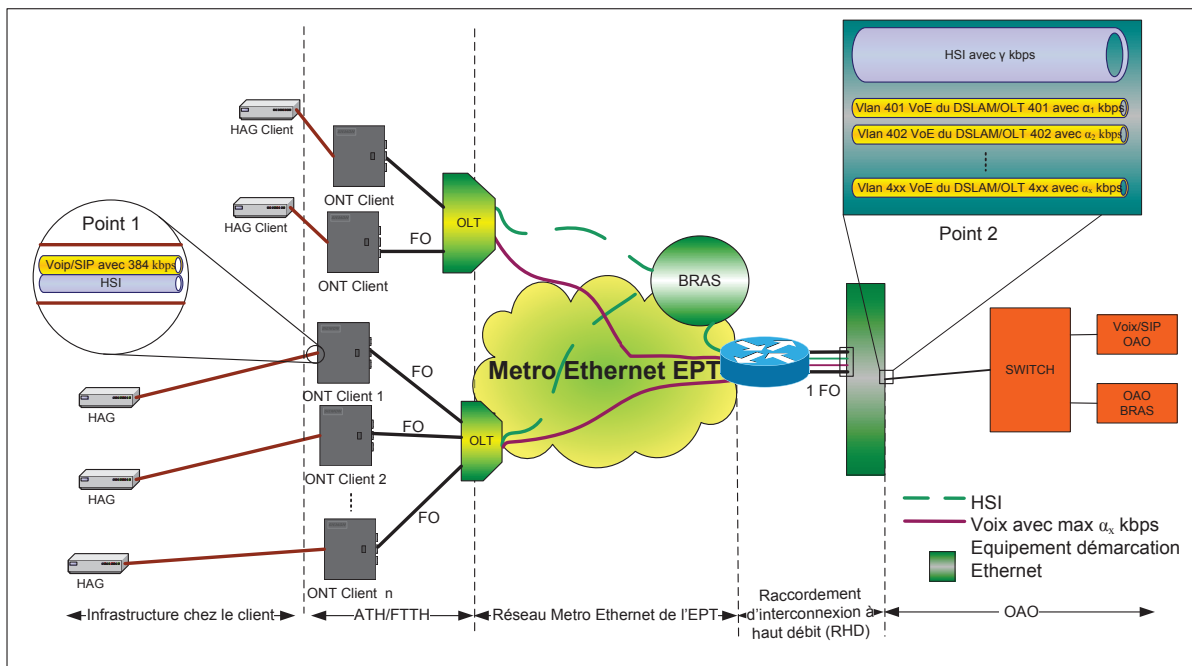 HSI avec γ kbps
Vlan 401 VoE du DSLAM/OLT 401 avec α₁ kbps
Vlan 402 VoE du DSLAM/OLT 402 avec α₂ kbps
Vlan 4xx VoE du DSLAM/OLT 4xx avec αₓ kbps
Point 2
HAG Client
ONT Client
HAG Client
ONT Client
FO
OLT
Point 1
Voip/SIP avec 384 kbps
HSI
BRAS
Metro Ethernet EPT
1 FO
SWITCH
Voix/SIP
OAO
OAO
BRAS
HAG
ONT Client 1
FO
HAG
ONT Client 2
FO
OLT
HAG
ONT Client n
FO
HSI
Voix avec max αₓ kbps
Equipement démarcation
Ethernet
Infrastructure chez le client
ATH/FTTH
Réseau Metro Ethernet de l'EPT
Raccordement
d'interconnexion à
haut débit (RHD)
OAO